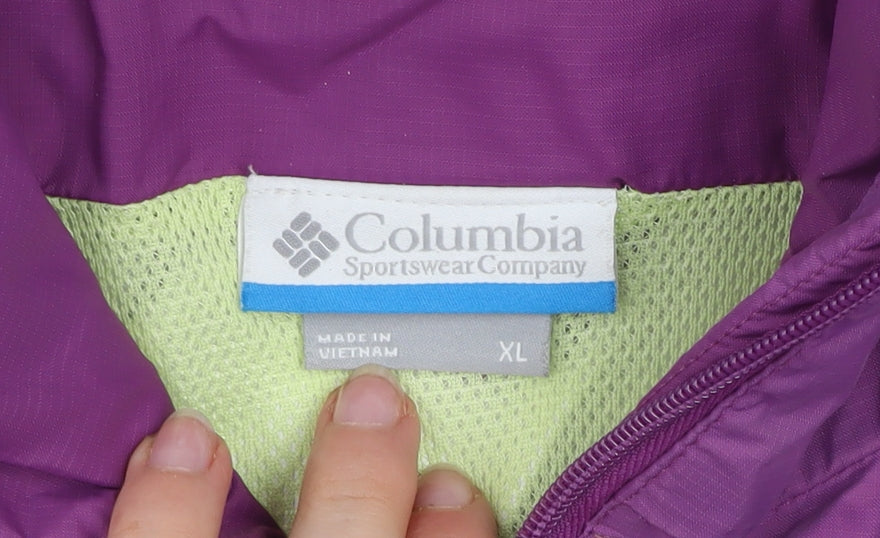 Columbia
Sportswear Company
MADE IN
VIETNAM
XL